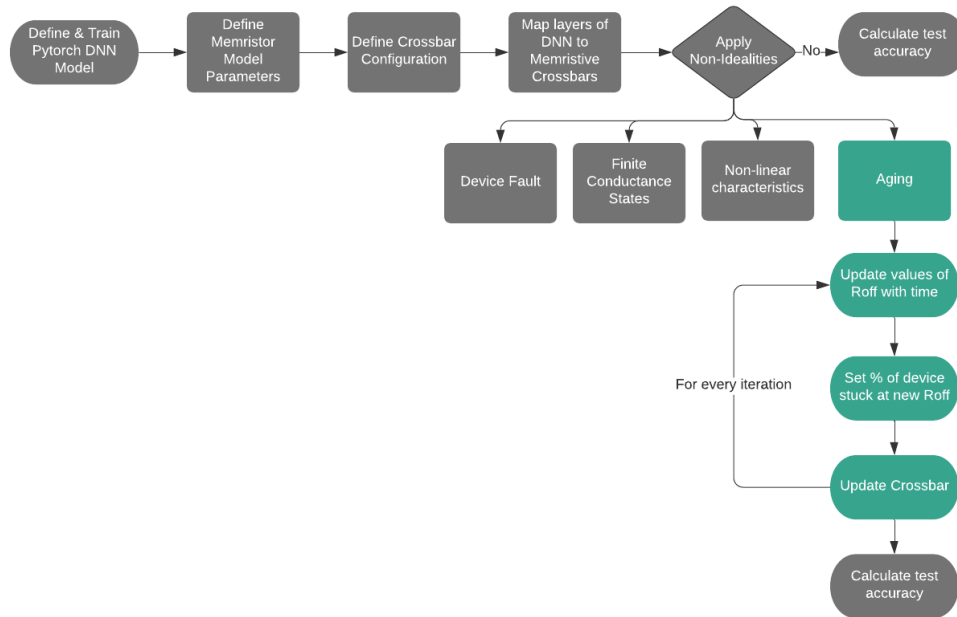 Define & Train
Pytorch DNN
Model
Define
Memristor
Model
Parameters
Define Crossbar
Configuration
Map layers of
DNN to
Memristive
Crossbars
Apply
Non-Idealities
No
Calculate test
accuracy
Device Fault
Finite
Conductance
States
Non-linear
characteristics
Aging
Update values of
Roff with time
For every iteration
Set % of device
stuck at new Roff
Update Crossbar
Calculate test
accuracy